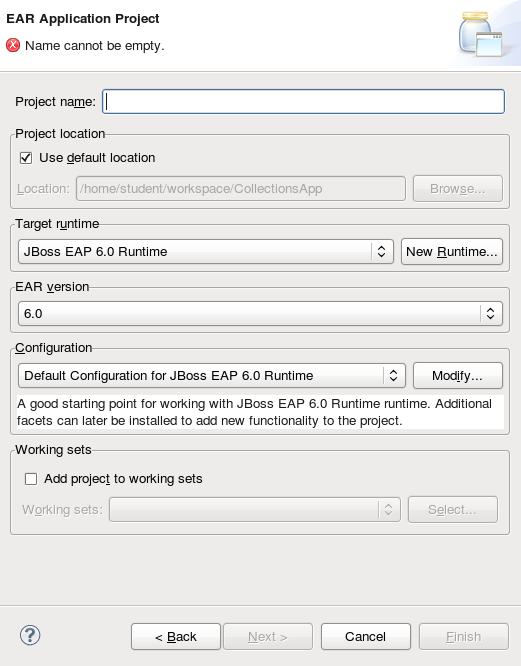 EAR Application Project
Name cannot be empty.
Project name:
Project location
Use default location
Location: /home/student/workspace/CollectionsApp Browse...
Target runtime
JBoss EAP 6.0 Runtime New Runtime...
EAR version
6.0
Configuration
Default Configuration for JBoss EAP 6.0 Runtime Modify...
A good starting point for working with JBoss EAP 6.0 Runtime runtime. Additional
facets can later be installed to add new functionality to the project.
Working sets
Add project to working sets
Working sets: Select...
? < Back Next > Cancel Finish